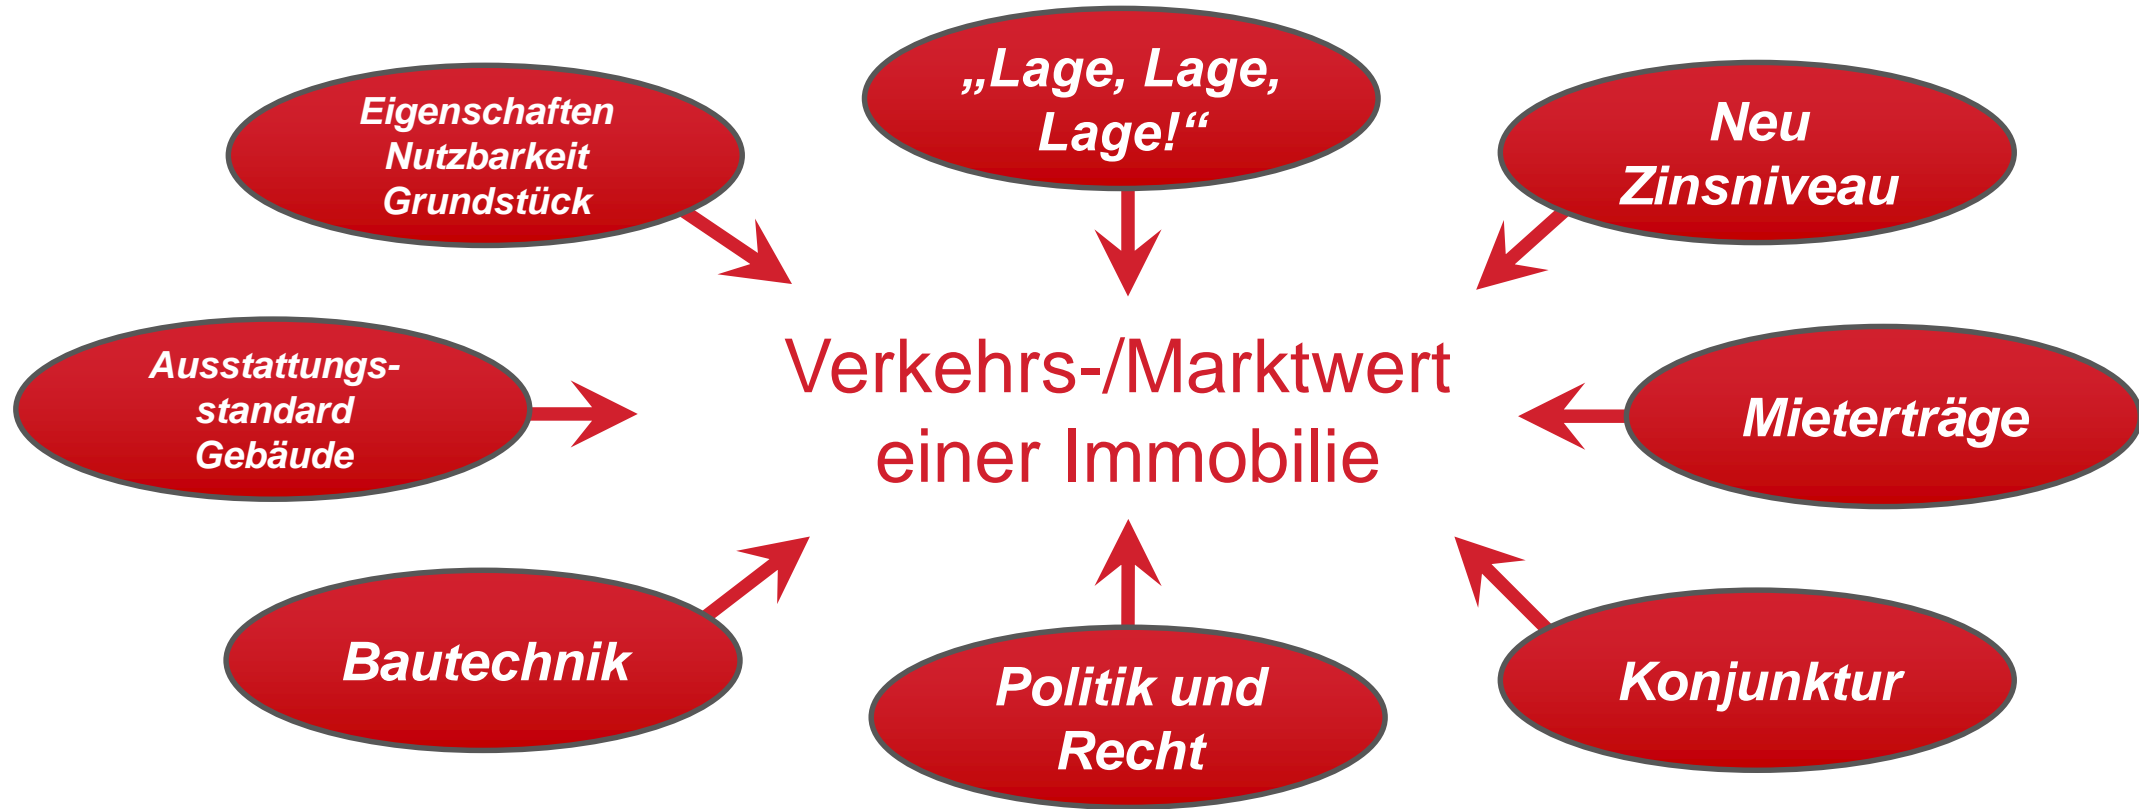 „Lage, Lage,
Lage!“
Eigenschaften
Nutzbarkeit
Grundstück
Neu
Zinsniveau
Verkehrs-/Marktwert
einer Immobilie
Ausstattungs-
standard
Gebäude
Mieterträge
Bautechnik
Politik und
Recht
Konjunktur